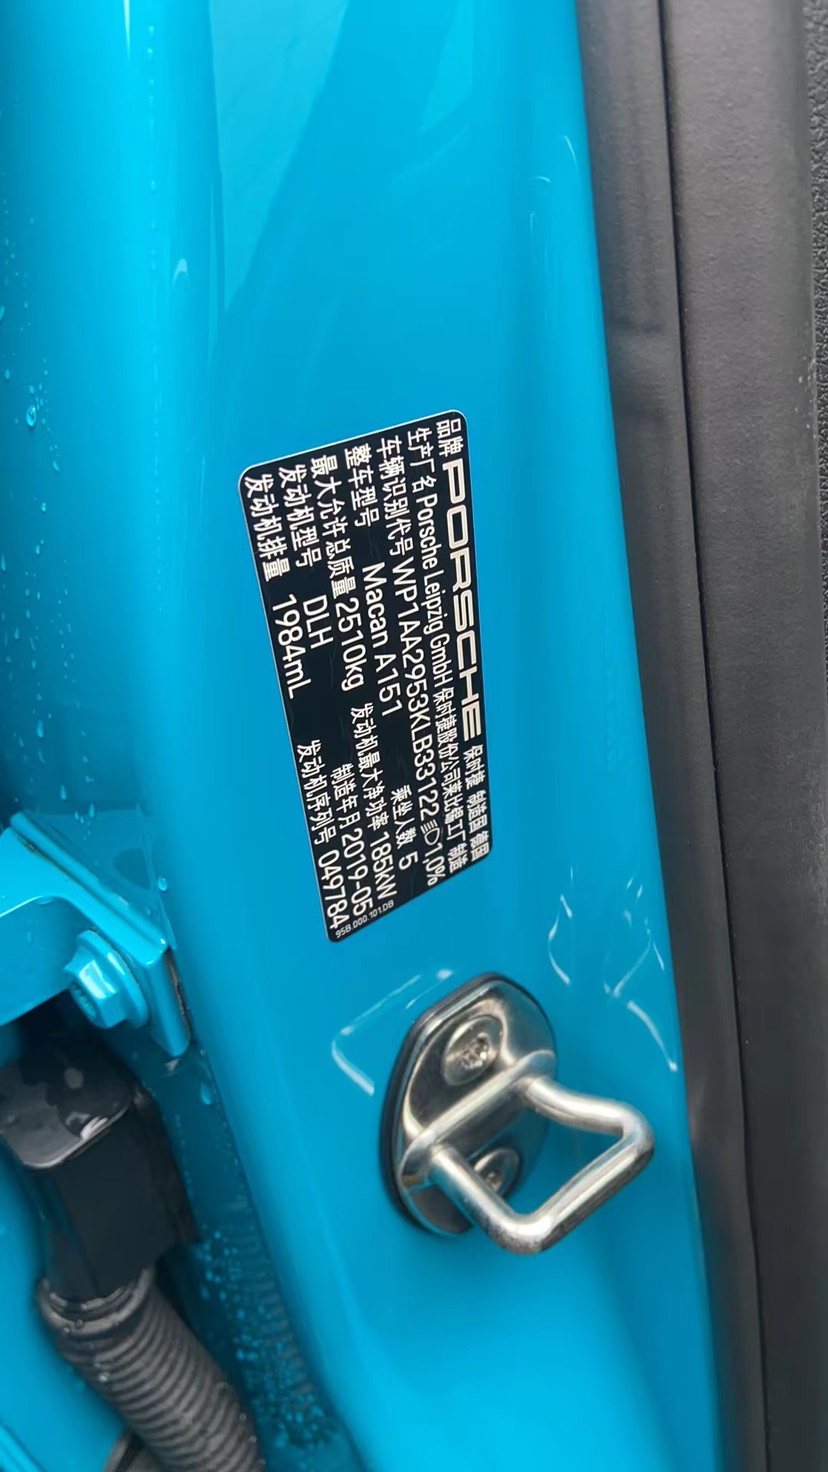 品牌 PORSCHE 保时捷 制造国 德国
生产厂名 Porsche Leipzig GmbH 保时捷股份公司莱比锡工厂 制造
车辆识别代号 WP1AA2953KLB33122 1,0%
整车型号 Macan A151 乘坐人数 5
最大允许总质量 2510kg 发动机最大净功率 185kW
发动机型号 DLH 制造年月 2019-05
发动机排量 1984mL 发动机序列号 049784
95B.000.101.DB